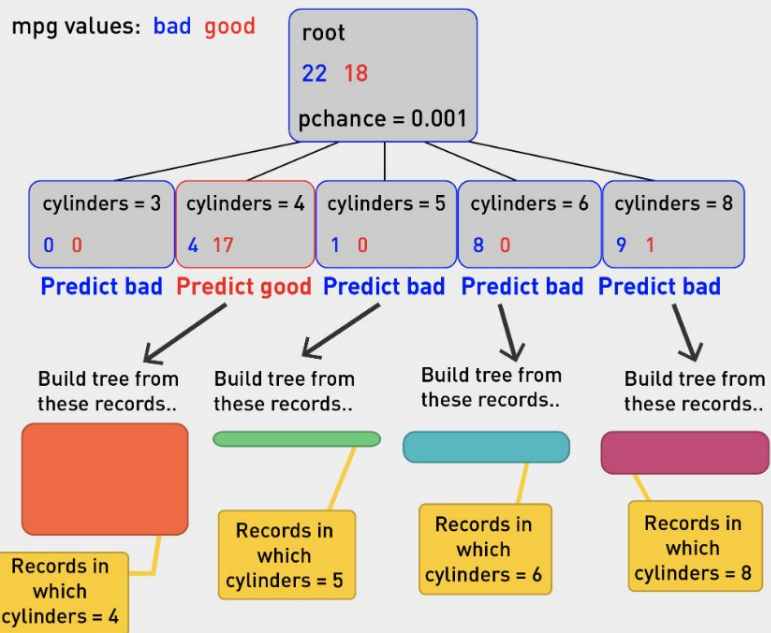 mpg values: bad good
root
22 18
pchance = 0.001
cylinders = 3
0 0
Predict bad
cylinders = 4
4 17
Predict good
cylinders = 5
1 0
Predict bad
cylinders = 6
8 0
Predict bad
cylinders = 8
9 1
Predict bad
Build tree from
these records..
Build tree from
these records..
Build tree from
these records..
Build tree from
these records..
Records in
which
cylinders = 4
Records in
which
cylinders = 5
Records in
which
cylinders = 6
Records in
which
cylinders = 8